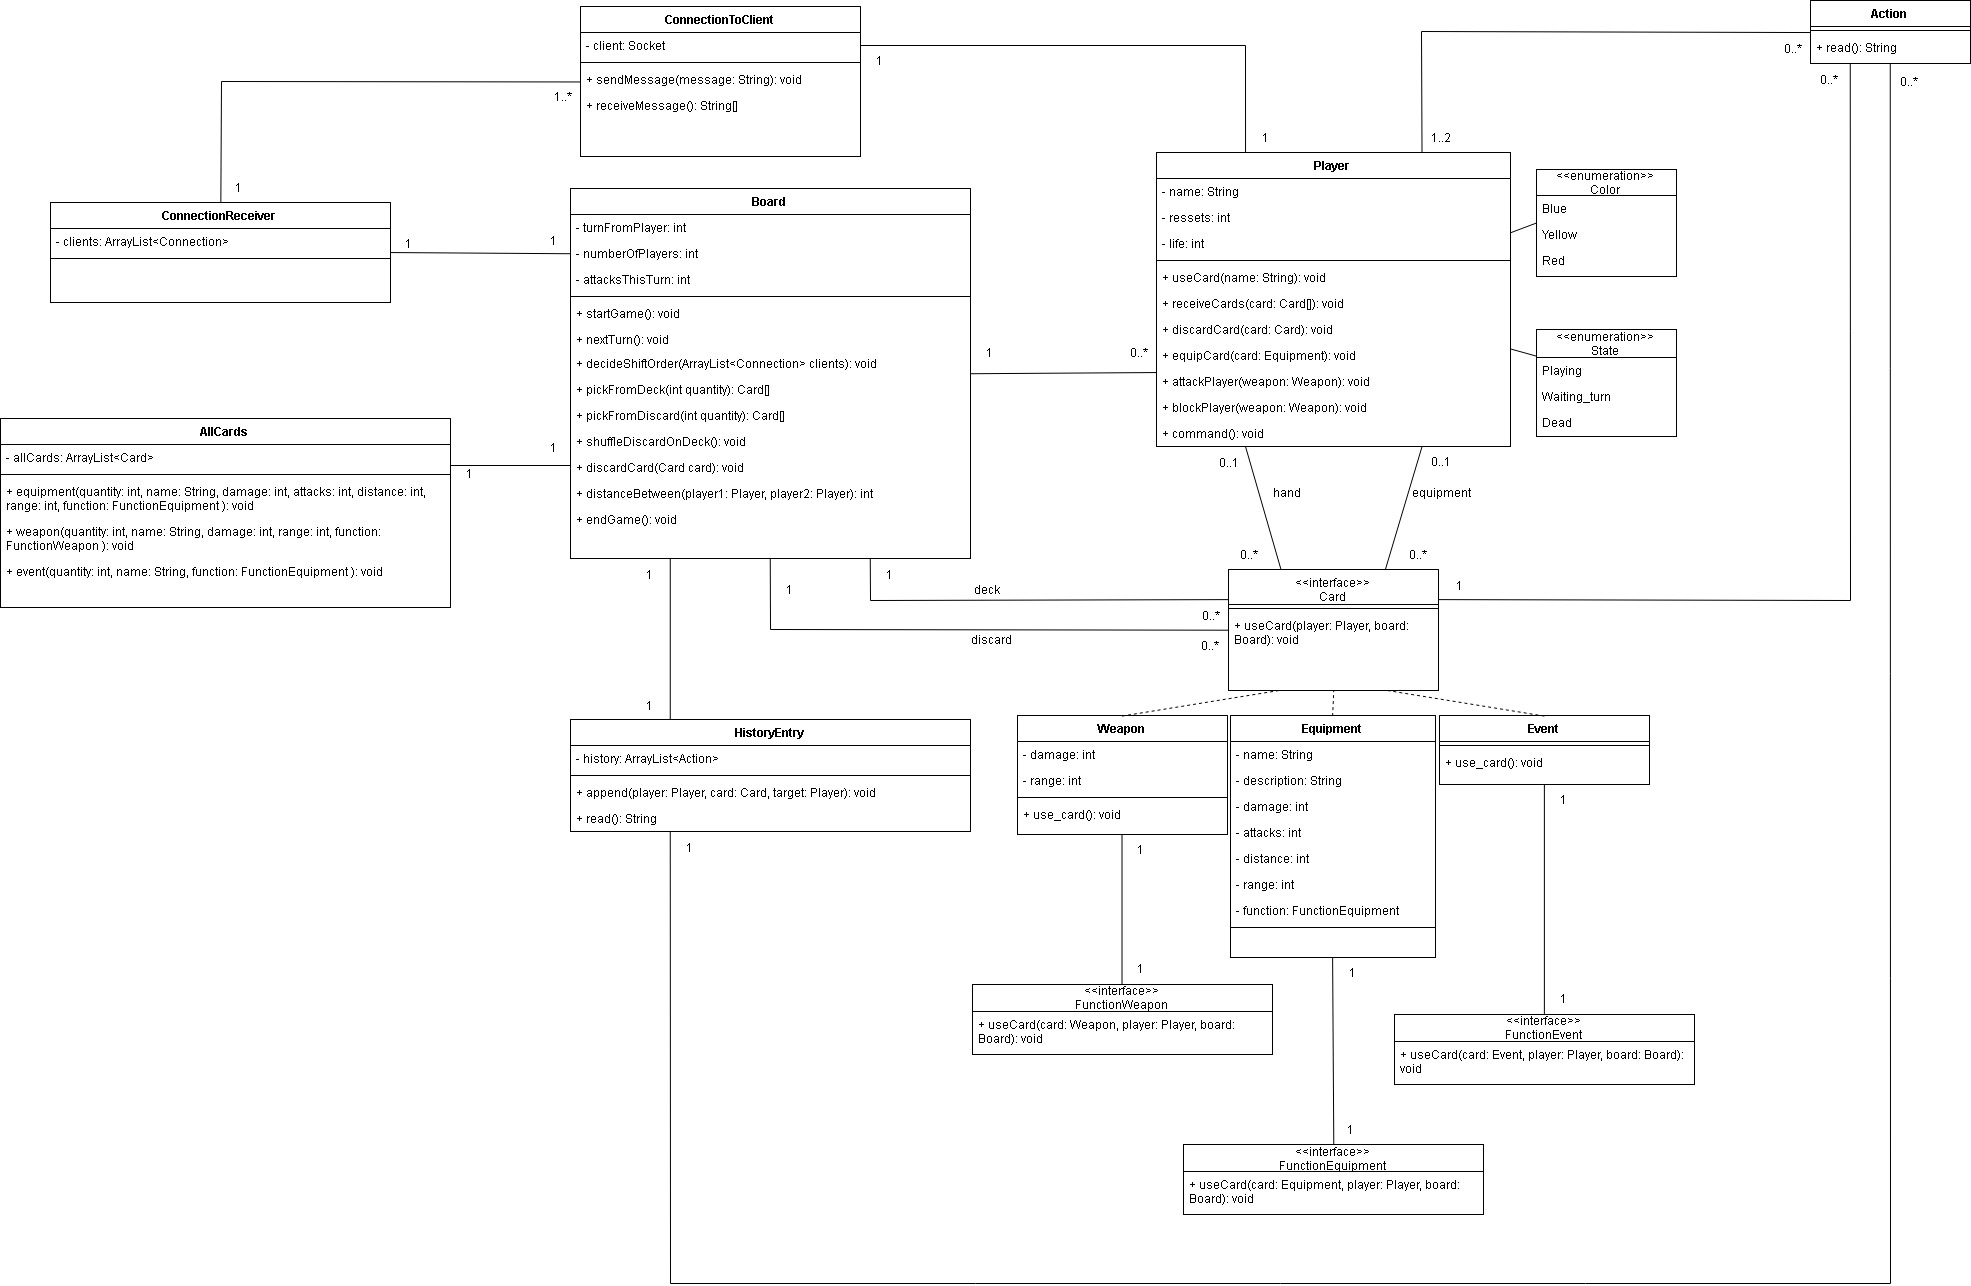 ConnectionToClient
- client: Socket
+ sendMessage(message: String): void
+ receiveMessage(): String[]
1
1..*
1
ConnectionReceiver
- clients: ArrayList<Connection>
1
1
Board
- turnFromPlayer: int
- numberOfPlayers: int
- attacksThisTurn: int
+ startGame(): void
+ nextTurn(): void
+ decideShiftOrder(ArrayList<Connection> clients): void
+ pickFromDeck(int quantity): Card[]
+ pickFromDiscard(int quantity): Card[]
+ shuffleDiscardOnDeck(): void
+ discardCard(Card card): void
+ distanceBetween(player1: Player, player2: Player): int
+ endGame(): void
AllCards
- allCards: ArrayList<Card>
+ equipment(quantity: int, name: String, damage: int, attacks: int, distance: int,
range: int, function: FunctionEquipment ): void
+ weapon(quantity: int, name: String, damage: int, range: int, function:
FunctionWeapon ): void
+ event(quantity: int, name: String, function: FunctionEquipment ): void
1
1
Action
+ read(): String
0..*
0..*
0..*
1
1..2
Player
- name: String
- ressets: int
- life: int
+ useCard(name: String): void
+ receiveCards(card: Card[]): void
+ discardCard(card: Card): void
+ equipCard(card: Equipment): void
+ attackPlayer(weapon: Weapon): void
+ blockPlayer(weapon: Weapon): void
+ command(): void
1
0..*
<<enumeration>>
Color
Blue
Yellow
Red
<<enumeration>>
State
Playing
Waiting_turn
Dead
0..1
0..1
hand
equipment
0..*
0..*
1
1
1
deck
0..*
discard
0..*
<<interface>>
Card
+ useCard(player: Player, board:
Board): void
1
1
HistoryEntry
- history: ArrayList<Action>
+ append(player: Player, card: Card, target: Player): void
+ read(): String
1
Weapon
- damage: int
- range: int
+ use_card(): void
1
Equipment
- name: String
- description: String
- damage: int
- attacks: int
- distance: int
- range: int
- function: FunctionEquipment
1
Event
+ use_card(): void
1
1
<<interface>>
FunctionWeapon
+ useCard(card: Weapon, player: Player, board:
Board): void
1
<<interface>>
FunctionEvent
+ useCard(card: Event, player: Player, board: Board):
void
1
<<interface>>
FunctionEquipment
+ useCard(card: Equipment, player: Player, board:
Board): void